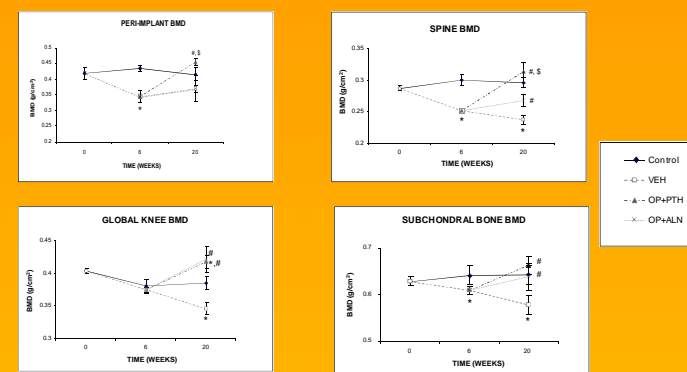 PERI-IMPLANT BMD
#, $
0.5
0.45
0.4
0.35
0.3
0.25
0.2
BMD (g/cm²)
*
0 6 20
TIME (WEEKS)
SPINE BMD
0.35
0.3
0.25
0.2
BMD (g/cm²)
#, $
#
*
*
0 6 20
TIME (WEEKS)
GLOBAL KNEE BMD
0.45
0.4
0.35
0.3
BMD (g/cm²)
#
*,#
*
0 6 20
TIME (WEEKS)
SUBCHONDRAL BONE BMD
0.7
0.6
0.5
BMD (g/cm²)
#
#
*
*
0 6 20
TIME (WEEKS)
Control
VEH
OP+PTH
OP+ALN